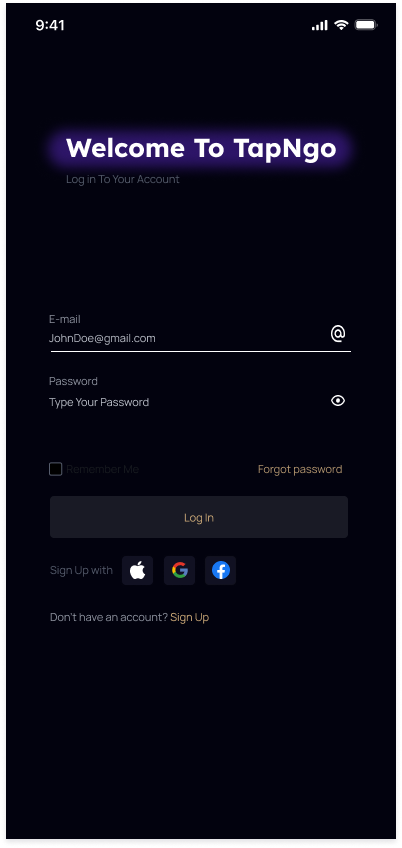 9:41
Welcome To TapNgo
Log in To Your Account
E-mail
JohnDoe@gmail.com
@
Password
Type Your Password
Remember Me
Forgot password
Log In
Sign Up with
Don't have an account? Sign Up